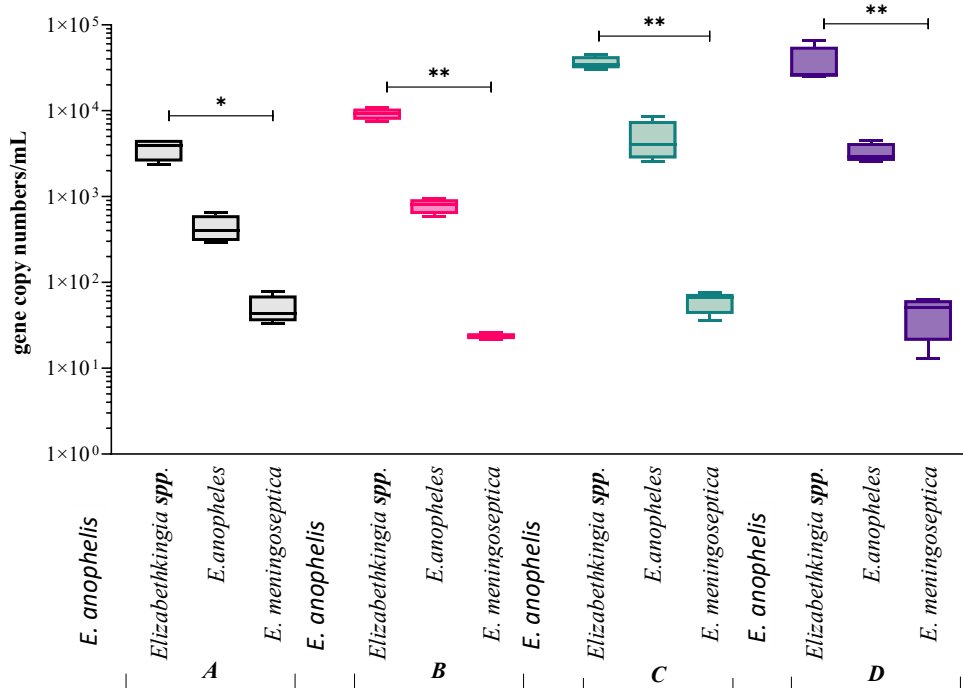 gene copy numbers/mL
1×10⁵
1×10⁴
1×10³
1×10²
1×10¹
1×10⁰
*
**
**
**
E. anophelis
Elizabethkingia spp.
E.anopheles
E. meningoseptica
E. anophelis
Elizabethkingia spp.
E.anopheles
E. meningoseptica
E. anophelis
Elizabethkingia spp.
E.anopheles
E. meningoseptica
E. anophelis
Elizabethkingia spp.
E.anopheles
E. meningoseptica
A
B
C
D